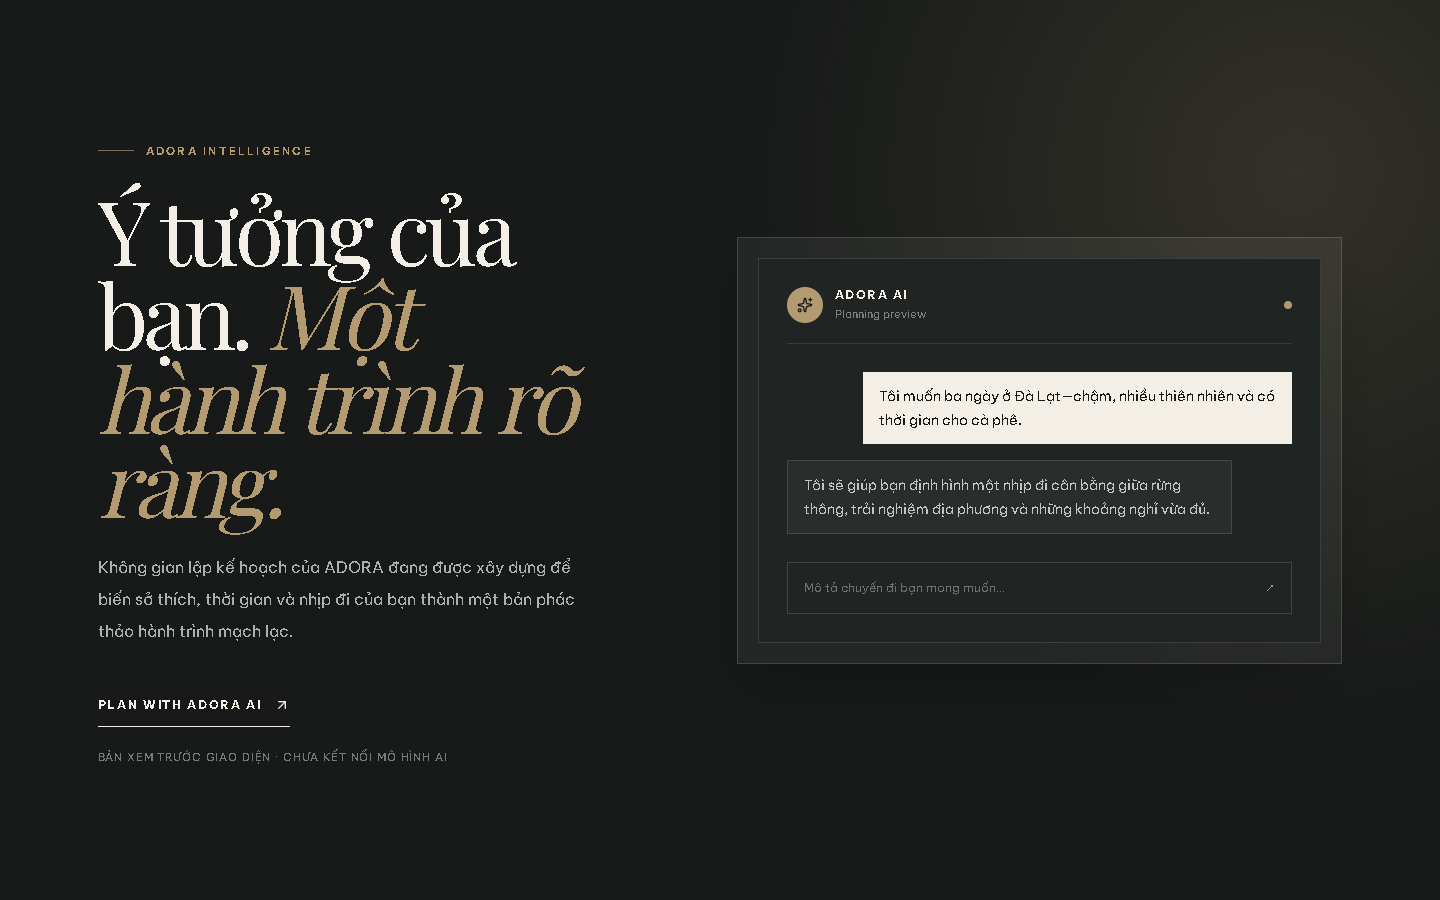 ADORA INTELLIGENCE
Ý tưởng của
bạn. Một
hành trình rõ
ràng.
Không gian lập kế hoạch của ADORA đang được xây dựng để
biến sở thích, thời gian và nhịp đi của bạn thành một bản phác
thảo hành trình mạch lạc.
PLAN WITH ADORA AI
BẢN XEM TRƯỚC GIAO DIỆN · CHƯA KẾT NỐI MÔ HÌNH AI
ADORA AI
Planning preview
Tôi muốn ba ngày ở Đà Lạt—chậm, nhiều thiên nhiên và có
thời gian cho cà phê.
Tôi sẽ giúp bạn định hình một nhịp đi cân bằng giữa rừng
thông, trải nghiệm địa phương và những khoảng nghỉ vừa đủ.
Mô tả chuyến đi bạn mong muốn...